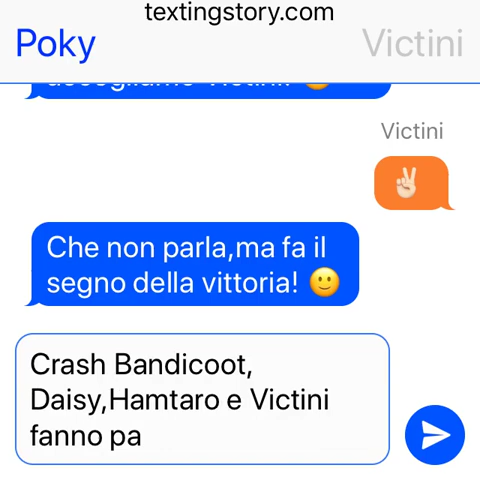 textingstory.com
Poky
Victini
Victini
✌🏻
Che non parla,ma fa il
segno della vittoria! 🙂
Crash Bandicoot,
Daisy,Hamtaro e Victini
fanno pa